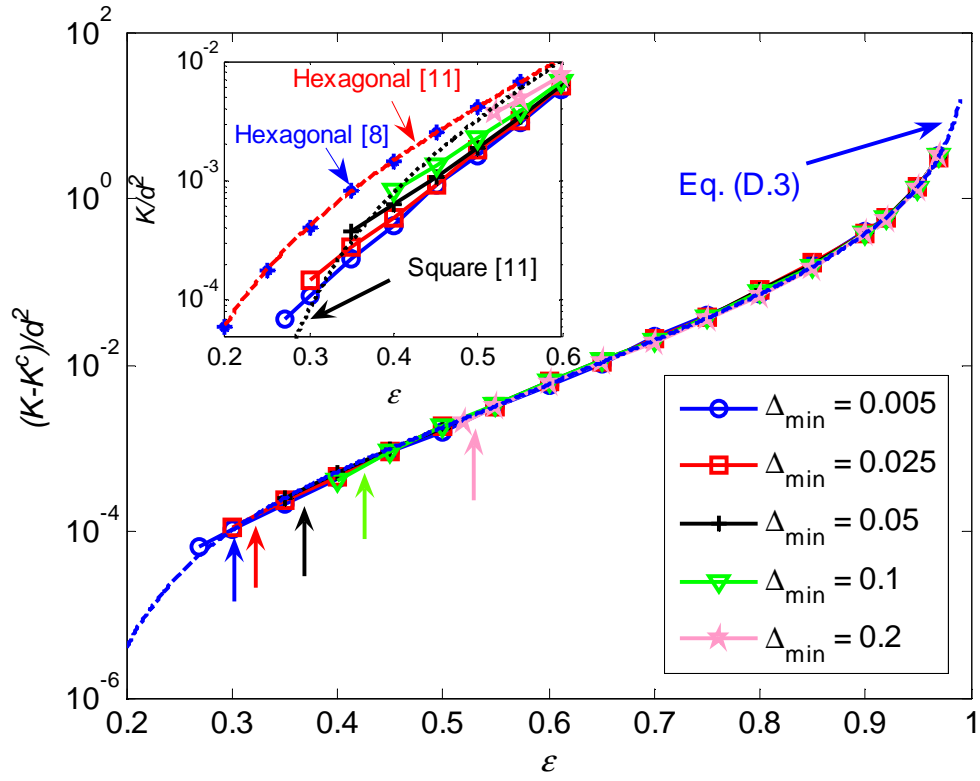 10^2
10^0
10^-2
10^-4
10^-6
(K-K^c)/d^2
0.2 0.3 0.4 0.5 0.6 0.7 0.8 0.9 1
ε
10^-2
10^-3
10^-4
K/d^2
0.2 0.3 0.4 0.5 0.6
ε
Hexagonal [11]
Hexagonal [8]
Square [11]
Eq. (D.3)
Δ_min = 0.005
Δ_min = 0.025
Δ_min = 0.05
Δ_min = 0.1
Δ_min = 0.2